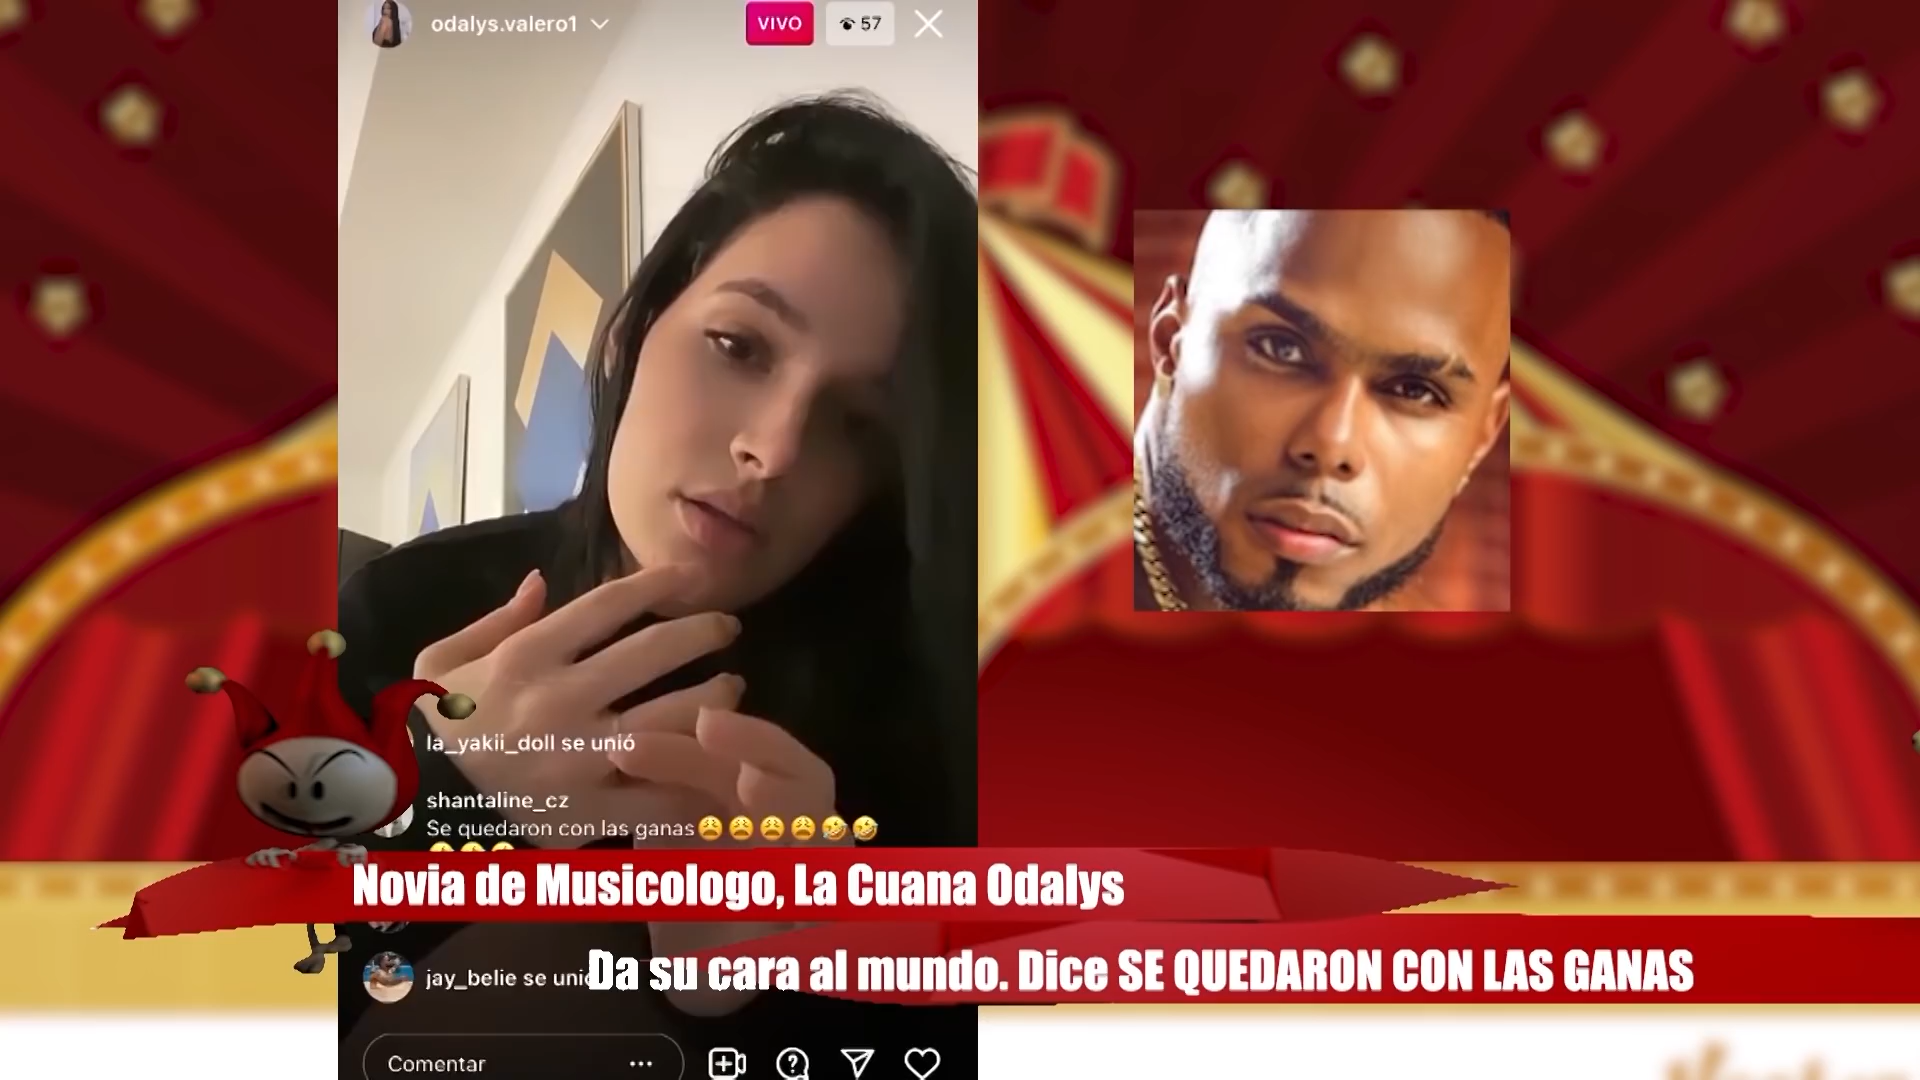 odalys.valero1
VIVO
57
la_yakii_doll se unió
shantaline_cz
Se quedaron con las ganas😩😩😩😩🤣🤣
Novia de Musicologo, La Cuana Odalys
jay_belie se unió
Da su cara al mundo. Dice SE QUEDARON CON LAS GANAS
Comentar